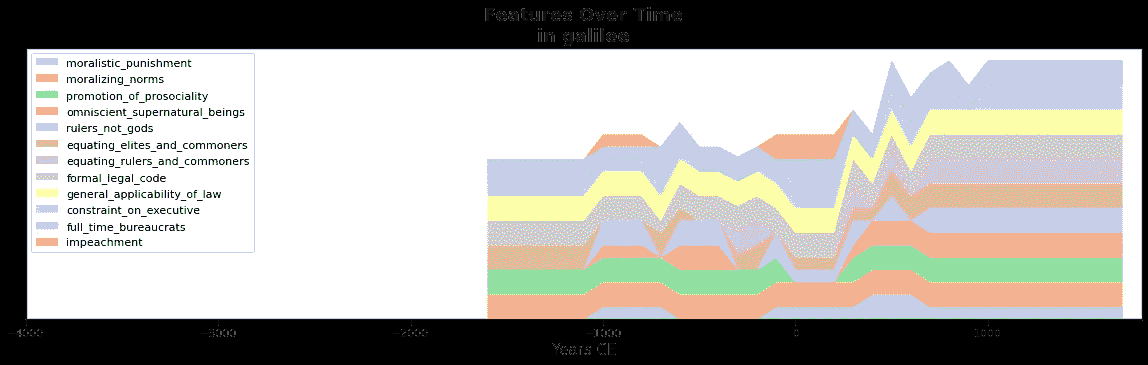 Features Over Time
in galilee
moralistic_punishment
moralizing_norms
promotion_of_prosociality
omniscient_supernatural_beings
rulers_not_gods
equating_elites_and_commoners
equating_rulers_and_commoners
formal_legal_code
general_applicability_of_law
constraint_on_executive
full_time_bureaucrats
impeachment
−4000 −3000 −2000 −1000 0 1000
Years CE